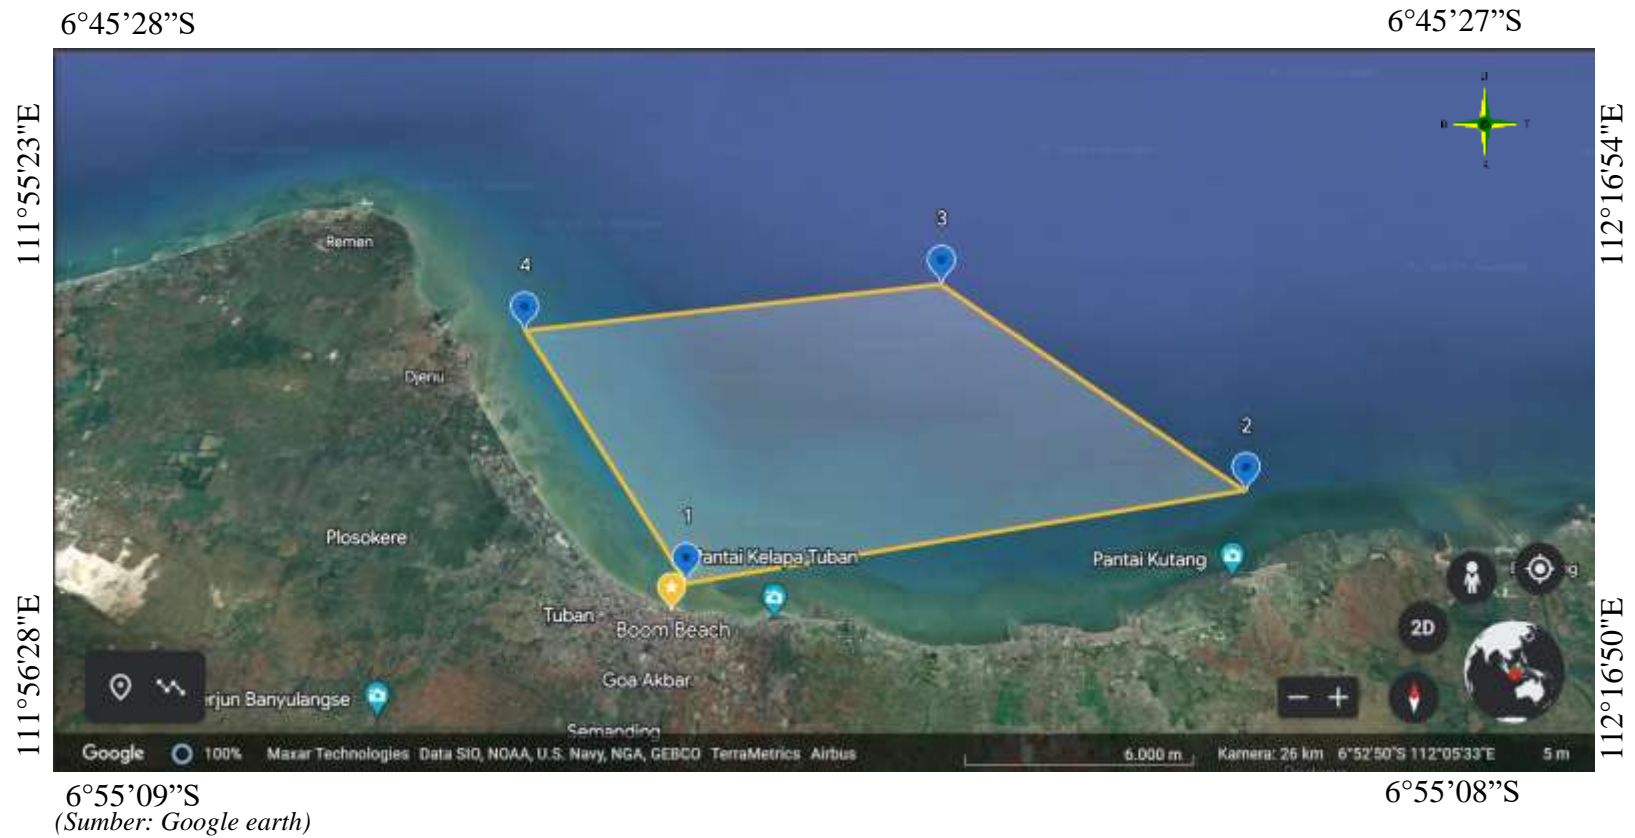 6°45’28”S
6°45’27”S
111°55'23"E
112°16'54"E
U
B
T
S
3
Remen
4
Djenu
2
1
antai Kelapa Tuban
Plosokere
Pantai Kutang
Tuban
Boom Beach
2D
Goa Akbar
111°56'28"E
112°16'50"E
erjun Banyulangse
Semanding
Google
100%
Maxar Technologies Data SIO, NOAA, U.S. Navy, NGA, GEBCO TerraMetrics Airbus
6.000 m
Kamera: 26 km 6°52'50"S 112°05'33"E
5 m
6°55’09”S
6°55’08”S
(Sumber: Google earth)